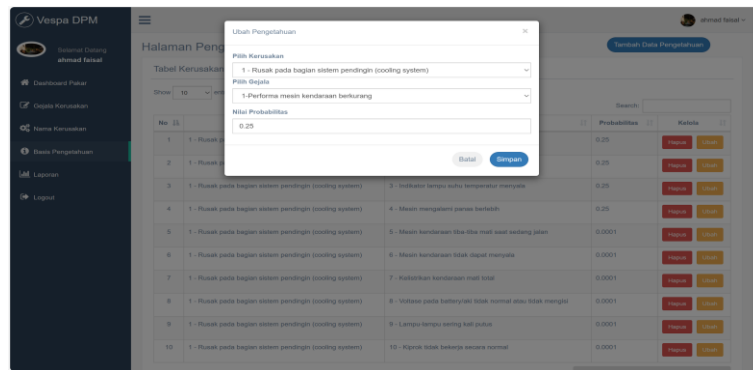 Vespa DPM
ahmad faisal
Selamat Datang
ahmad faisal
Dashboard Pakar
Gejala Kerusakan
Nama Kerusakan
Basis Pengetahuan
Laporan
Logout
Halaman Peng
Tambah Data Pengetahuan
Tabel Kerusakan
Show 10
Search:
Ubah Pengetahuan ×
Pilih Kerusakan
1 - Rusak pada bagian sistem pendingin (cooling system)
Pilih Gejala
1-Performa mesin kendaraan berkurang
Nilai Probabilitas
0.25
Batal Simpan
No Probabilitas Kelola
1 1 - Rusak 0.25 Hapus Ubah
2 1 - Rusak 0.25 Hapus Ubah
3 1 - Rusak pada bagian sistem pendingin (cooling system) 3 - Indikator lampu suhu temperatur menyala 0.25 Hapus Ubah
4 1 - Rusak pada bagian sistem pendingin (cooling system) 4 - Mesin mengalami panas berlebih 0.25 Hapus Ubah
5 1 - Rusak pada bagian sistem pendingin (cooling system) 5 - Mesin kendaraan tiba-tiba mati saat sedang jalan 0.0001 Hapus Ubah
6 1 - Rusak pada bagian sistem pendingin (cooling system) 6 - Mesin kendaraan tidak dapat menyala 0.0001 Hapus Ubah
7 1 - Rusak pada bagian sistem pendingin (cooling system) 7 - Kelistrikan kendaraan mati total 0.0001 Hapus Ubah
8 1 - Rusak pada bagian sistem pendingin (cooling system) 8 - Voltase pada battery/aki tidak normal atau tidak mengisi 0.0001 Hapus Ubah
9 1 - Rusak pada bagian sistem pendingin (cooling system) 9 - Lampu-lampu sering kali putus 0.0001 Hapus Ubah
10 1 - Rusak pada bagian sistem pendingin (cooling system) 10 - Kiprok tidak bekerja secara normal 0.0001 Hapus Ubah